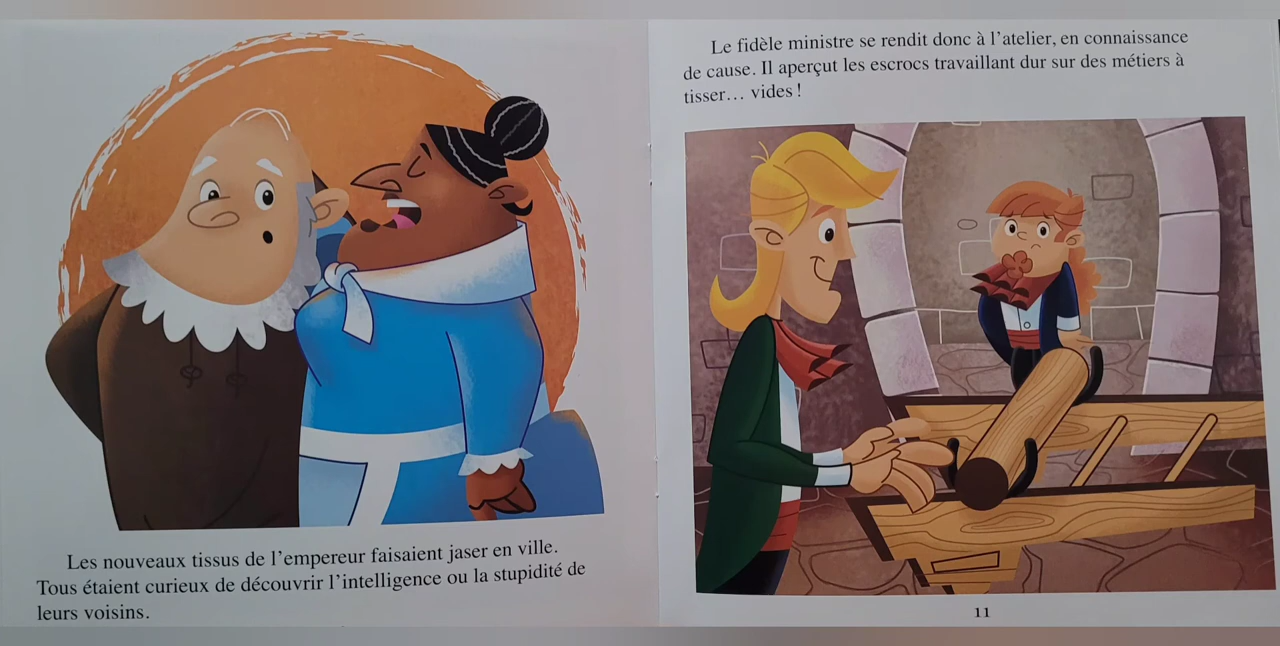 Les nouveaux tissus de l'empereur faisaient jaser en ville.
Tous étaient curieux de découvrir l'intelligence ou la stupidité de
leurs voisins.
Le fidèle ministre se rendit donc à l'atelier, en connaissance
de cause. Il aperçut les escrocs travaillant dur sur des métiers à
tisser… vides !
11